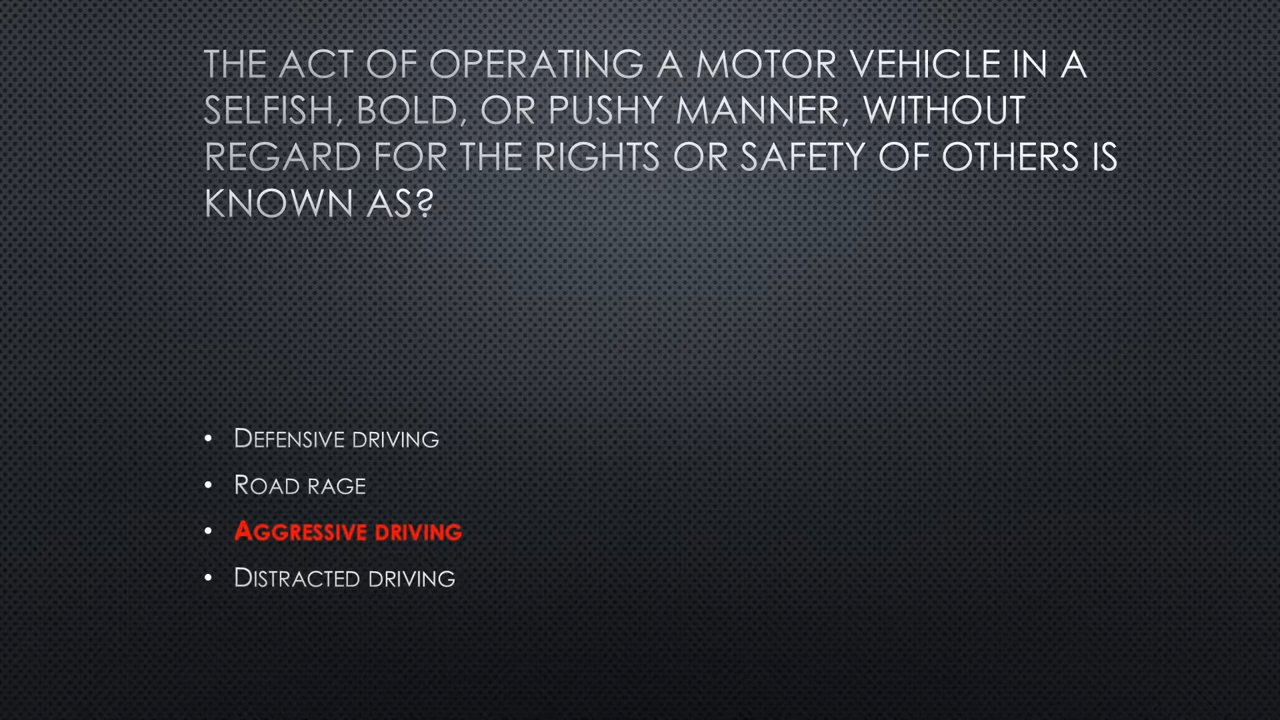 THE ACT OF OPERATING A MOTOR VEHICLE IN A
SELFISH, BOLD, OR PUSHY MANNER, WITHOUT
REGARD FOR THE RIGHTS OR SAFETY OF OTHERS IS
KNOWN AS?
• DEFENSIVE DRIVING
• ROAD RAGE
• AGGRESSIVE DRIVING
• DISTRACTED DRIVING